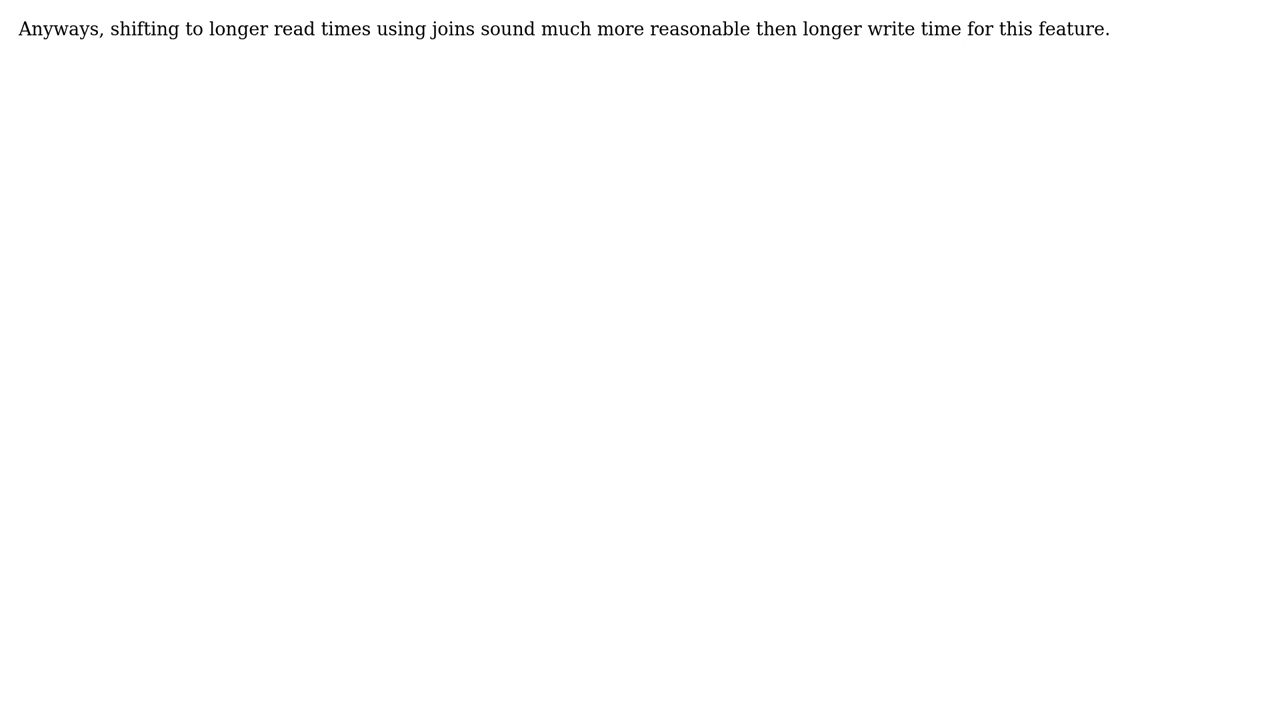 Anyways, shifting to longer read times using joins sound much more reasonable then longer write time for this feature.